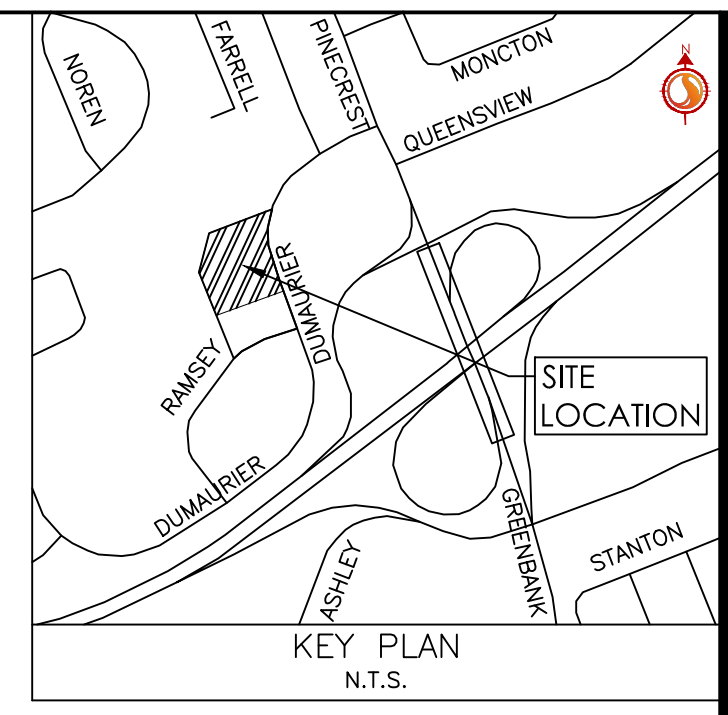 NOREN
FARRELL
PINECREST
MONCTON
QUEENSVIEW
N
DUMAURIER
RAMSEY
SITE
LOCATION
DUMAURIER
ASHLEY
GREENBANK
STANTON
KEY PLAN
N.T.S.